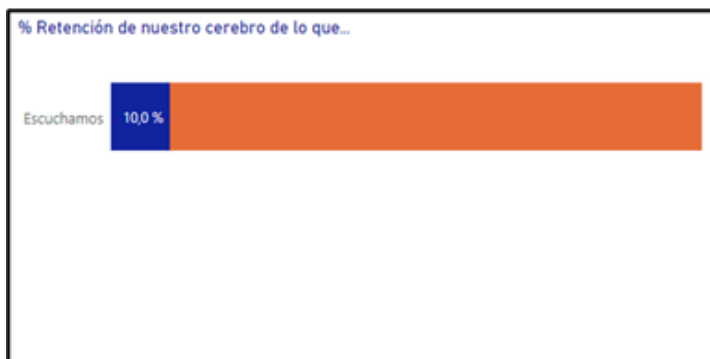 % Retención de nuestro cerebro de lo que...
Escuchamos 10,0 %